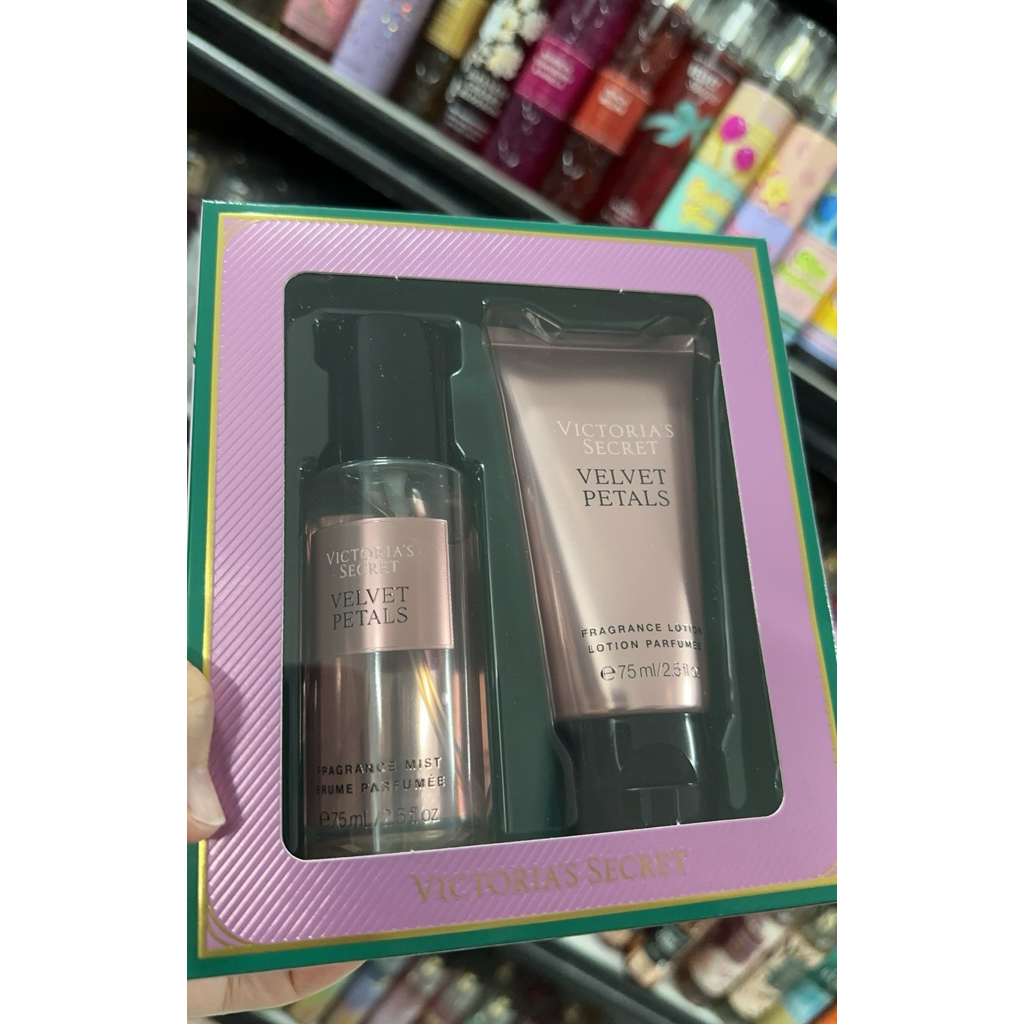 VICTORIA'S
SECRET
VELVET
PETALS
FRAGRANCE MIST
BRUME PARFUMÉE
℮75 mL/2.5 fl oz
VICTORIA'S
SECRET
VELVET
PETALS
FRAGRANCE LOTION
LOTION PARFUMÉE
℮75 ml/2.5 fl oz
VICTORIA'S SECRET